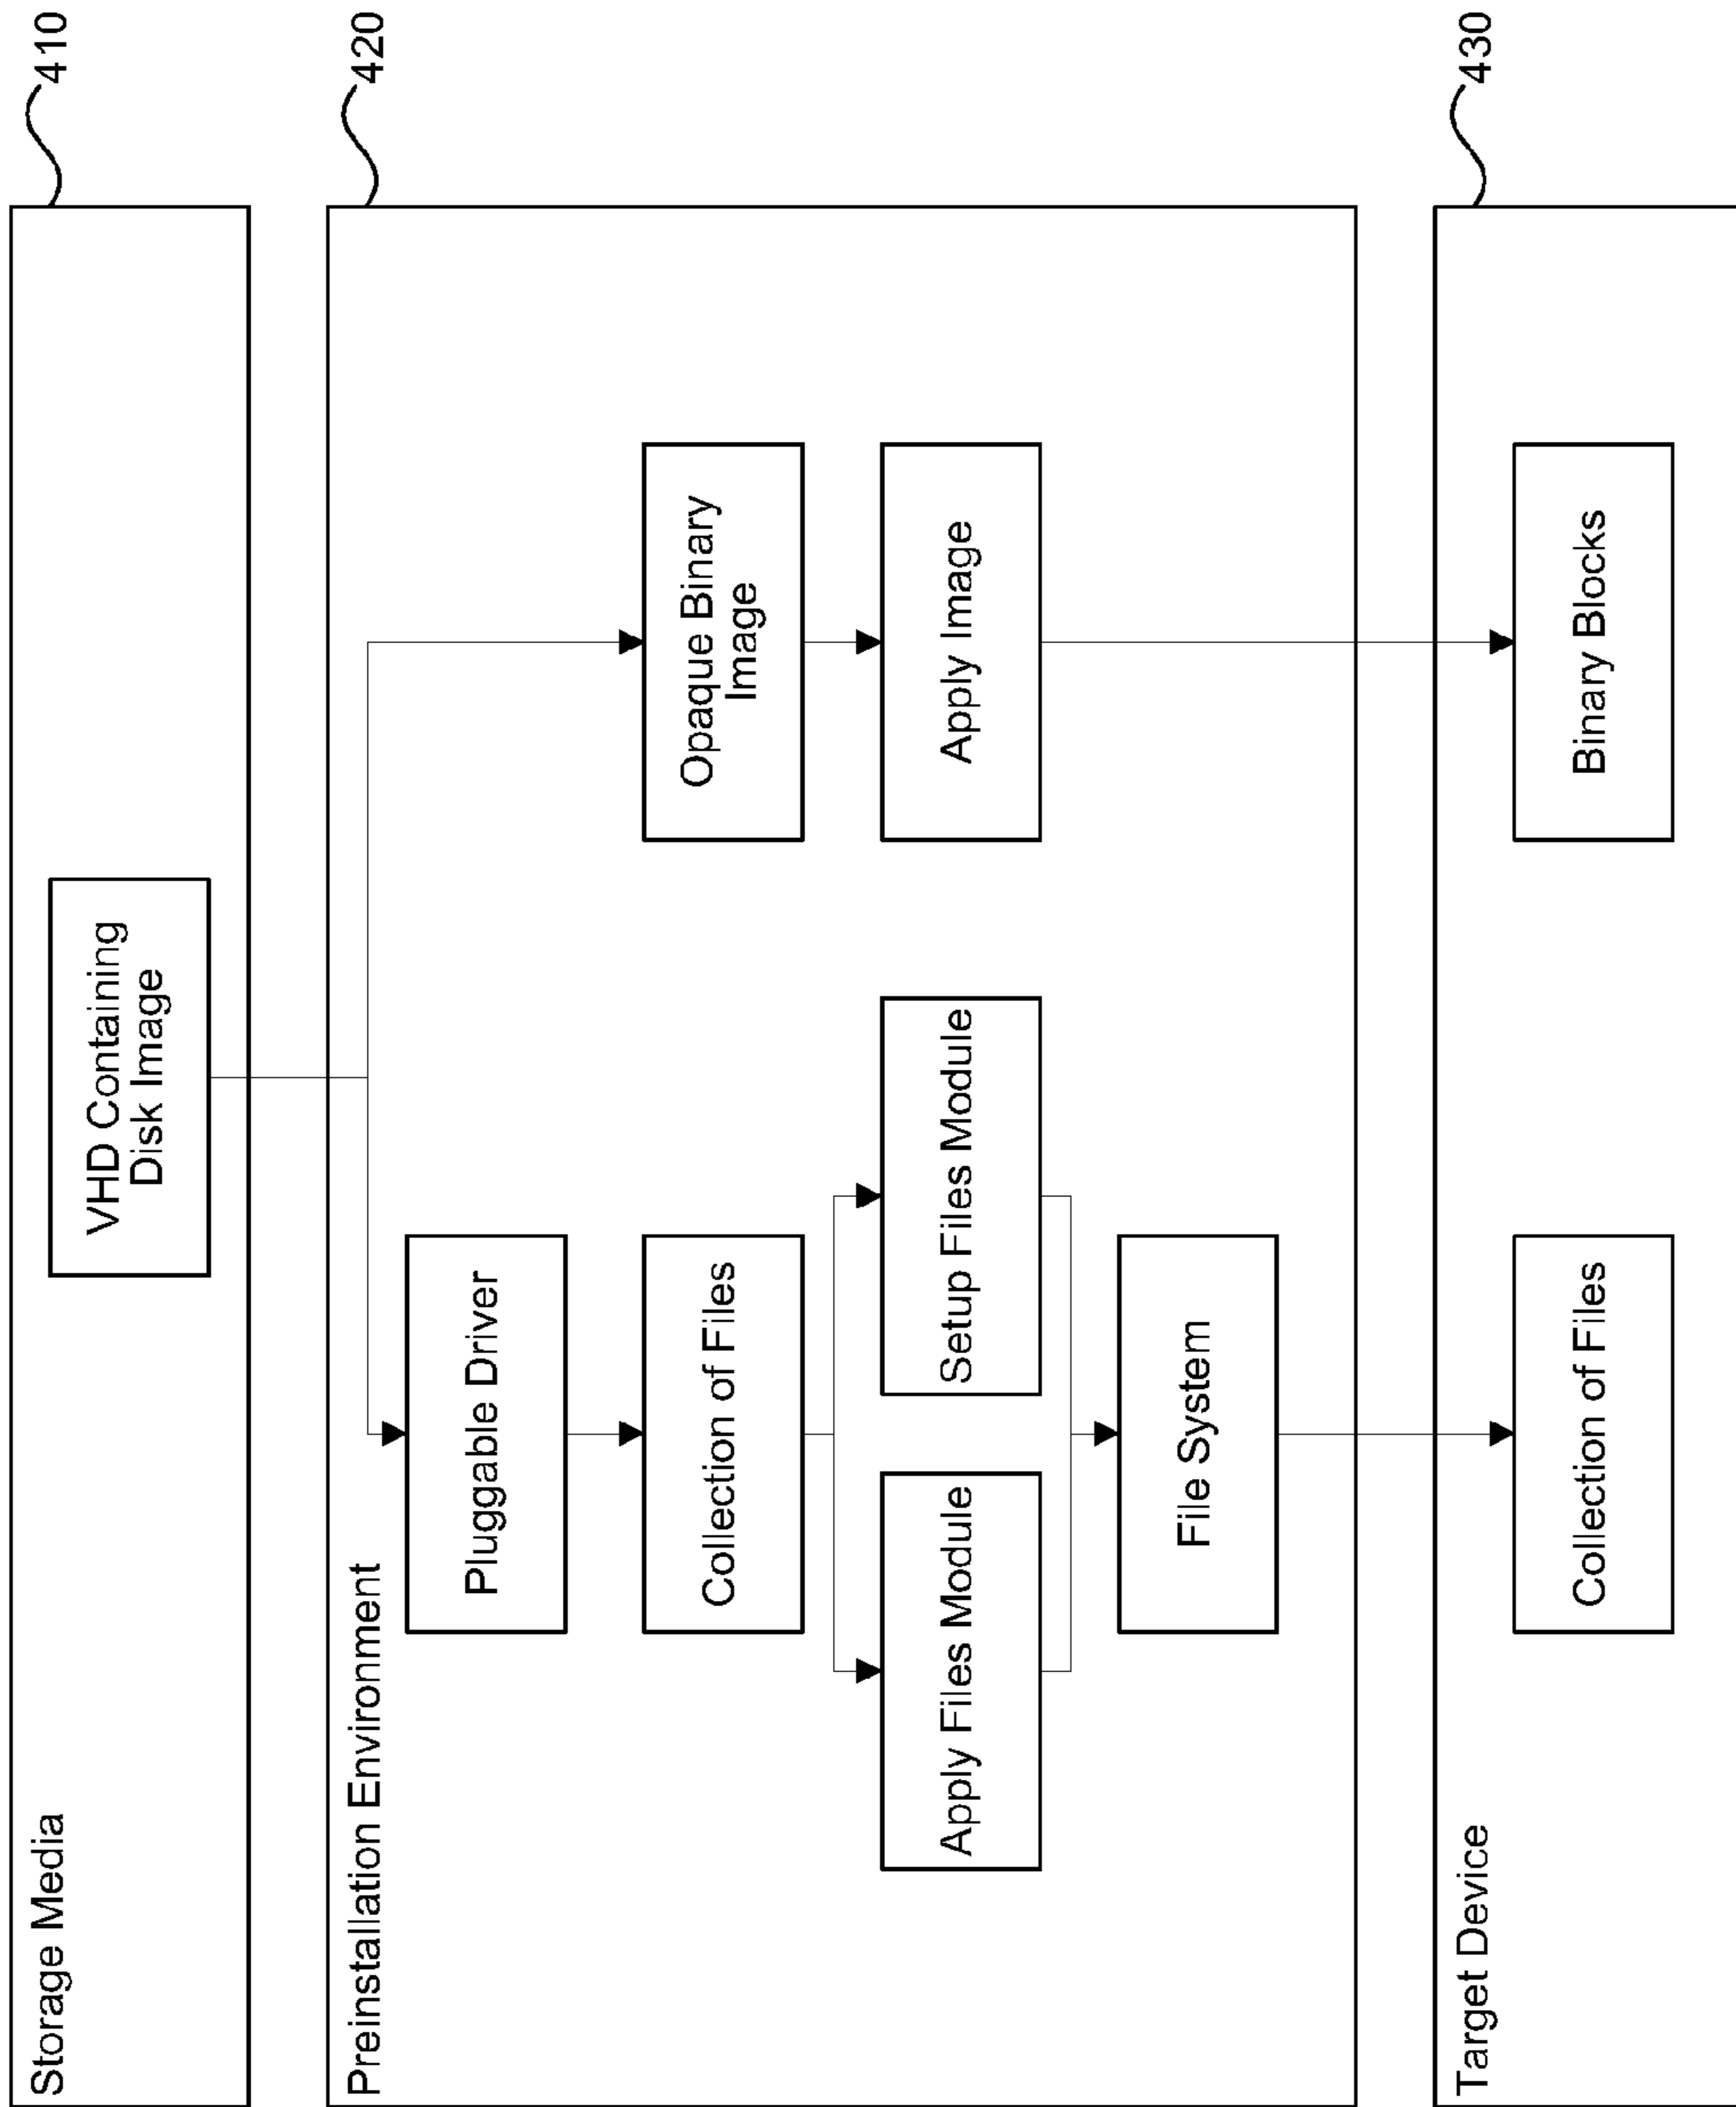 Storage Media
410
VHD Containing
Disk Image
Preinstallation Environment
420
Pluggable Driver
Collection of Files
Opaque Binary
Image
Apply Files Module
Setup Files Module
Apply Image
File System
Target Device
430
Collection of Files
Binary Blocks